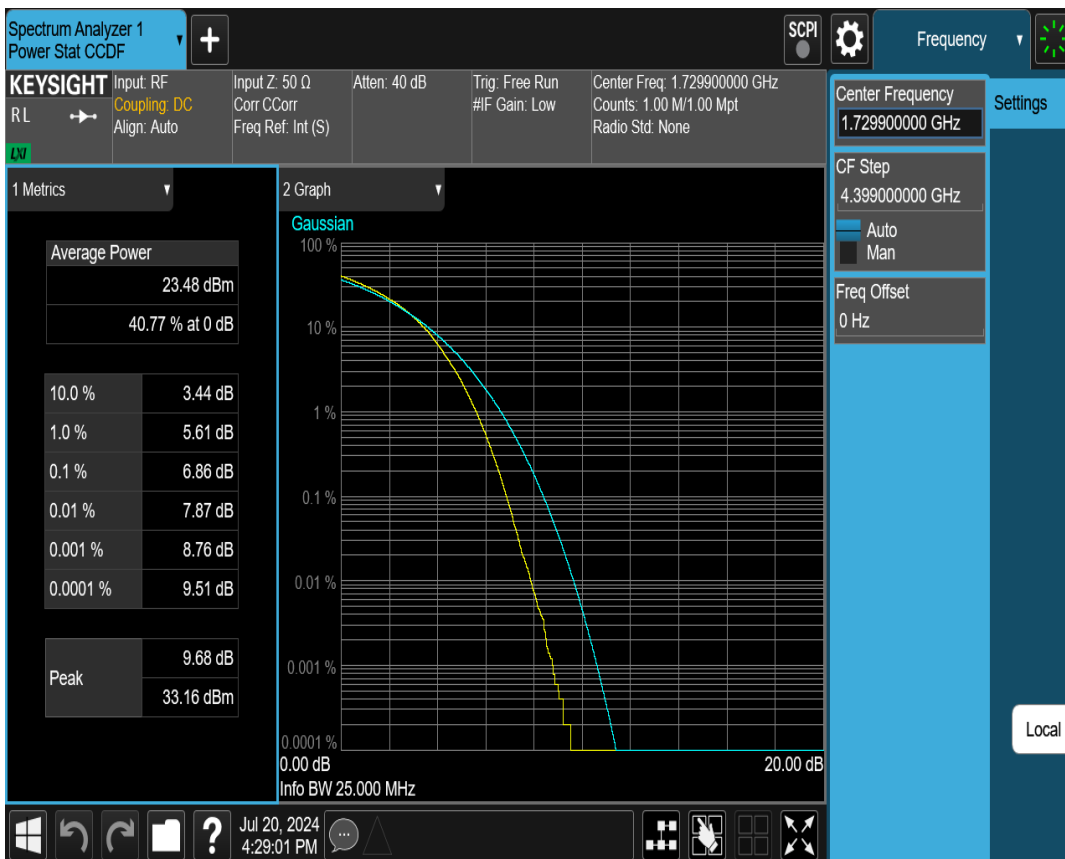 Spectrum Analyzer 1
Power Stat CCDF
+
SCPI
Frequency
KEYSIGHT
RL
LXI
Input: RF
Coupling: DC
Align: Auto
Input Z: 50 Ω
Corr CCorr
Freq Ref: Int (S)
Atten: 40 dB
Trig: Free Run
#IF Gain: Low
Center Freq: 1.729900000 GHz
Counts: 1.00 M/1.00 Mpt
Radio Std: None
Center Frequency
1.729900000 GHz
Settings
CF Step
4.399000000 GHz
Auto
Man
Freq Offset
0 Hz
Local
1 Metrics
Average Power
23.48 dBm
40.77 % at 0 dB
10.0 % 3.44 dB
1.0 % 5.61 dB
0.1 % 6.86 dB
0.01 % 7.87 dB
0.001 % 8.76 dB
0.0001 % 9.51 dB
Peak
9.68 dB
33.16 dBm
2 Graph
Gaussian
100 %
10 %
1 %
0.1 %
0.01 %
0.001 %
0.0001 %
0.00 dB 20.00 dB
Info BW 25.000 MHz
?
Jul 20, 2024
4:29:01 PM